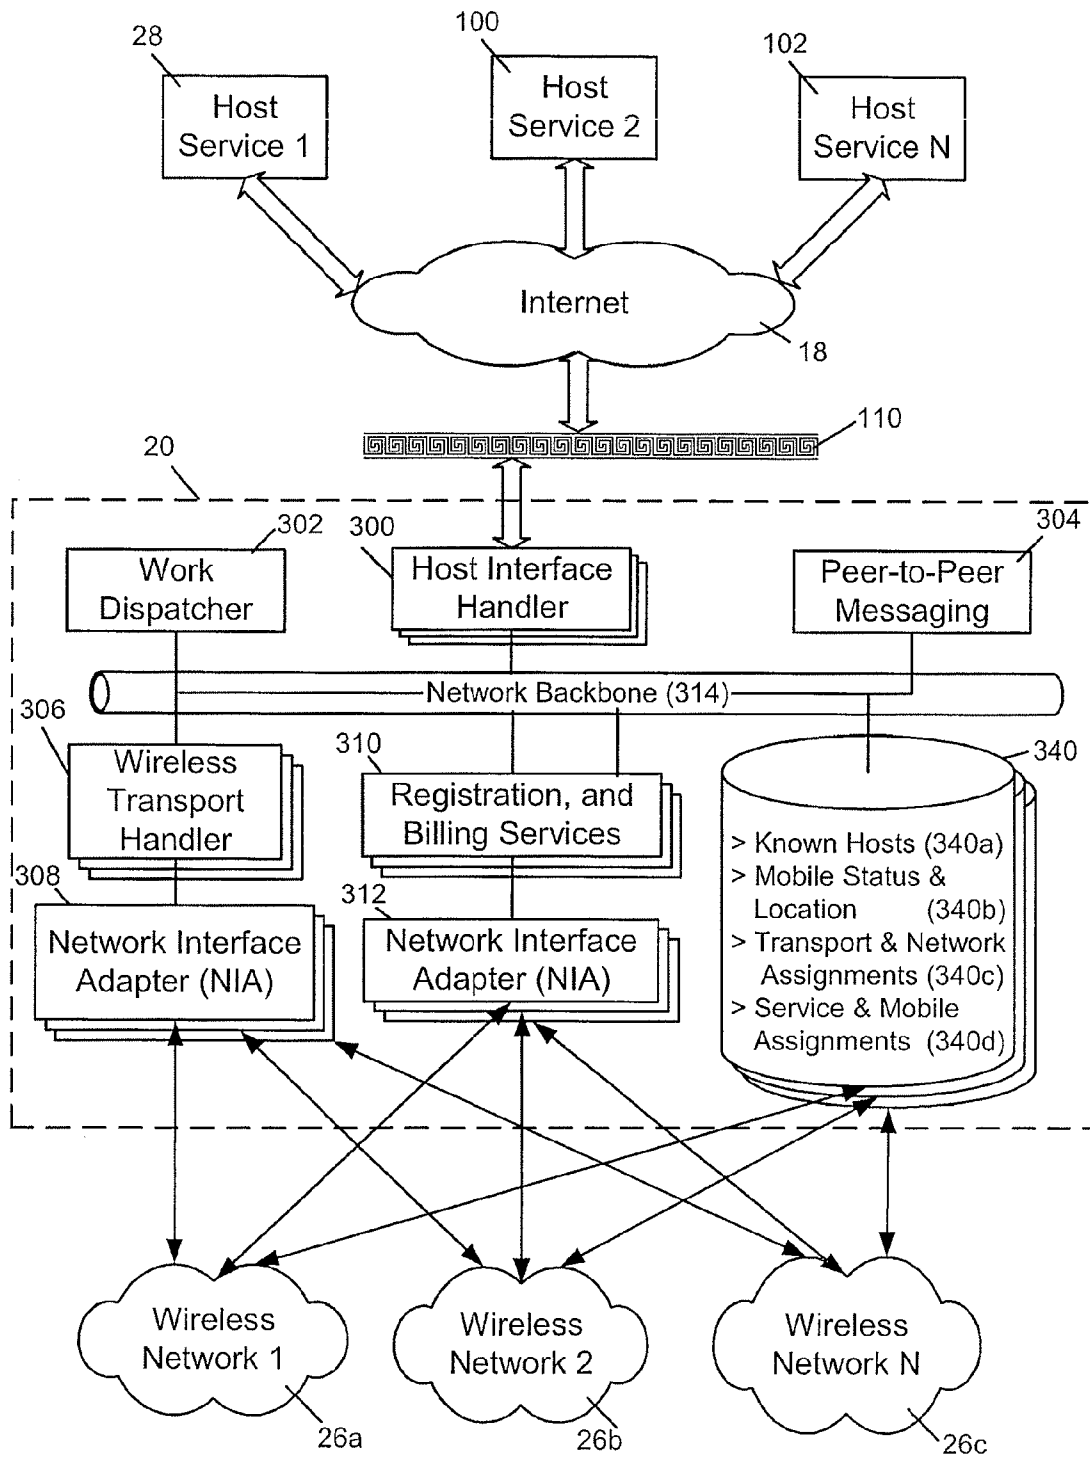 28
100
102
Host
Service 1
Host
Service 2
Host
Service N
Internet
18
110
20
302
300
304
Work
Dispatcher
Host Interface
Handler
Peer-to-Peer
Messaging
Network Backbone (314)
306
310
340
Wireless
Transport
Handler
Registration, and
Billing Services
> Known Hosts (340a)
> Mobile Status &
Location (340b)
> Transport & Network
Assignments (340c)
> Service & Mobile
Assignments (340d)
308
312
Network Interface
Adapter (NIA)
Network Interface
Adapter (NIA)
Wireless
Network 1
Wireless
Network 2
Wireless
Network N
26a
26b
26c